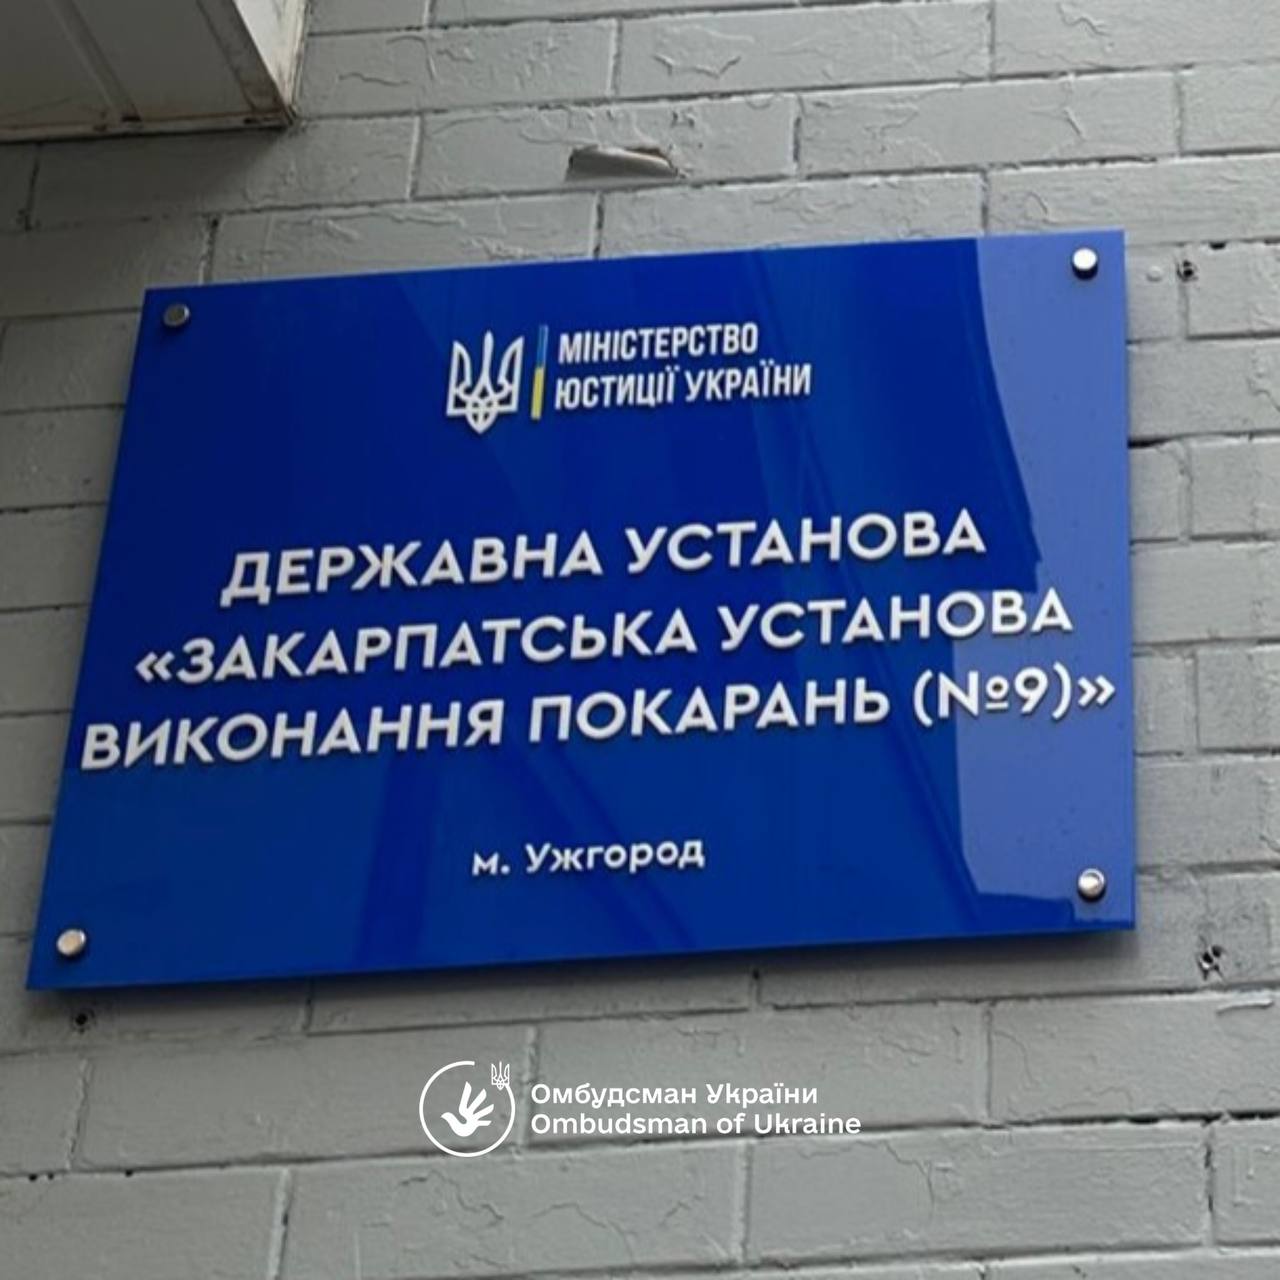 МІНІСТЕРСТВО
ЮСТИЦІЇ УКРАЇНИ
ДЕРЖАВНА УСТАНОВА
«ЗАКАРПАТСЬКА УСТАНОВА
ВИКОНАННЯ ПОКАРАНЬ (№9)»
м. Ужгород
Омбудсман України
Ombudsman of Ukraine